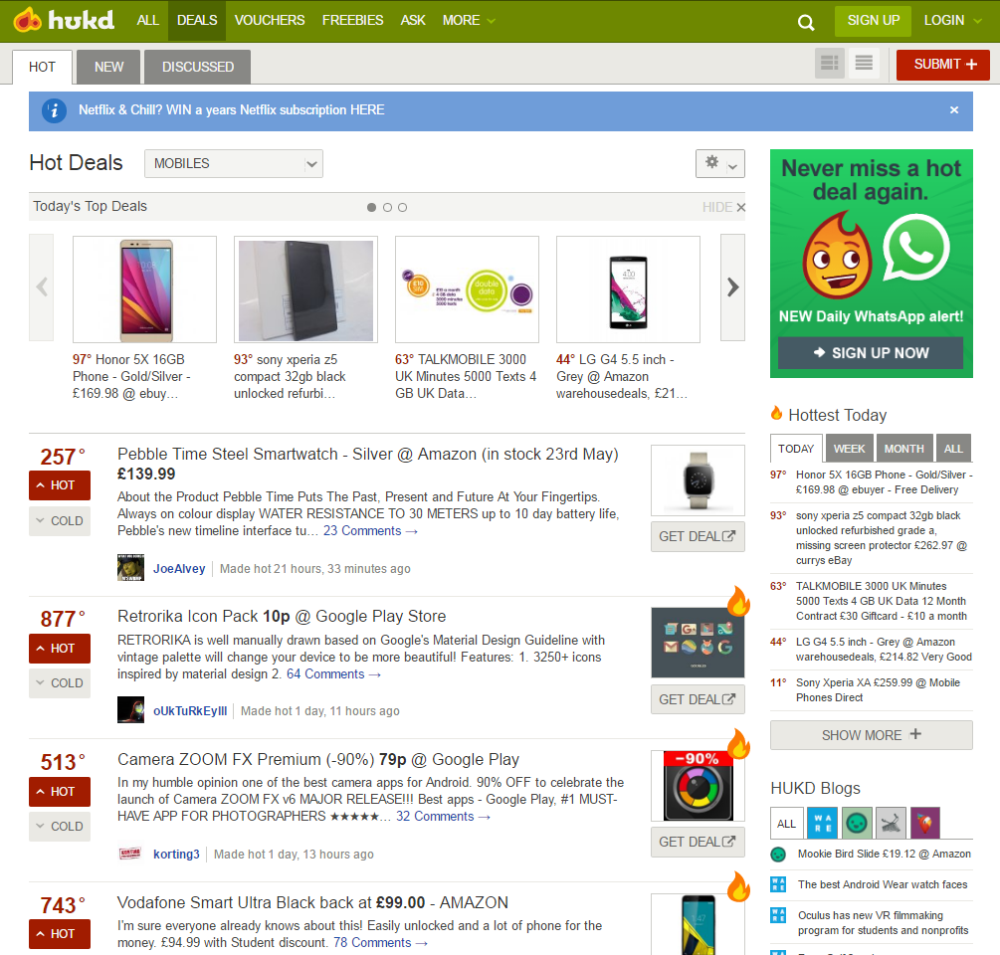 hukd ALL DEALS VOUCHERS FREEBIES ASK MORE SIGN UP LOGIN
HOT NEW DISCUSSED SUBMIT +
i Netflix & Chill? WIN a years Netflix subscription HERE ×
Hot Deals MOBILES
Today's Top Deals HIDE ×
97° Honor 5X 16GB
Phone - Gold/Silver -
£169.98 @ ebuy…
93° sony xperia z5
compact 32gb black
unlocked refurbi…
£10
SIM
double
data
63° TALKMOBILE 3000
UK Minutes 5000 Texts 4
GB UK Data…
4:00
44° LG G4 5.5 inch -
Grey @ Amazon
warehousedeals, £21…
257°
HOT
COLD
Pebble Time Steel Smartwatch - Silver @ Amazon (in stock 23rd May)
£139.99
About the Product Pebble Time Puts The Past, Present and Future At Your Fingertips.
Always on colour display WATER RESISTANCE TO 30 METERS up to 10 day battery life,
Pebble's new timeline interface tu… 23 Comments →
JoeAlvey Made hot 21 hours, 33 minutes ago
GET DEAL
877°
HOT
COLD
Retrorika Icon Pack 10p @ Google Play Store
RETRORIKA is well manually drawn based on Google's Material Design Guideline with
vintage palette will change your device to be more beautiful! Features: 1. 3250+ icons
inspired by material design 2. 64 Comments →
oUkTuRkEyIII Made hot 1 day, 11 hours ago
GET DEAL
513°
HOT
COLD
Camera ZOOM FX Premium (-90%) 79p @ Google Play
In my humble opinion one of the best camera apps for Android. 90% OFF to celebrate the
launch of Camera ZOOM FX v6 MAJOR RELEASE!!! Best apps - Google Play, #1 MUST-
HAVE APP FOR PHOTOGRAPHERS ★★★★★… 32 Comments →
korting3 Made hot 1 day, 13 hours ago
-90%
GET DEAL
743°
HOT
Vodafone Smart Ultra Black back at £99.00 - AMAZON
I'm sure everyone already knows about this! Easily unlocked and a lot of phone for the
money. £94.99 with Student discount. 78 Comments →
Never miss a hot
deal again.
NEW Daily WhatsApp alert!
SIGN UP NOW
Hottest Today
TODAY WEEK MONTH ALL
97° Honor 5X 16GB Phone - Gold/Silver -
£169.98 @ ebuyer - Free Delivery
93° sony xperia z5 compact 32gb black
unlocked refurbished grade a,
missing screen protector £262.97 @
currys eBay
63° TALKMOBILE 3000 UK Minutes
5000 Texts 4 GB UK Data 12 Month
Contract £30 Giftcard - £10 a month
44° LG G4 5.5 inch - Grey @ Amazon
warehousedeals, £214.82 Very Good
11° Sony Xperia XA £259.99 @ Mobile
Phones Direct
SHOW MORE +
HUKD Blogs
ALL WARE
Mookie Bird Slide £19.12 @ Amazon
The best Android Wear watch faces
Oculus has new VR filmmaking
program for students and nonprofits